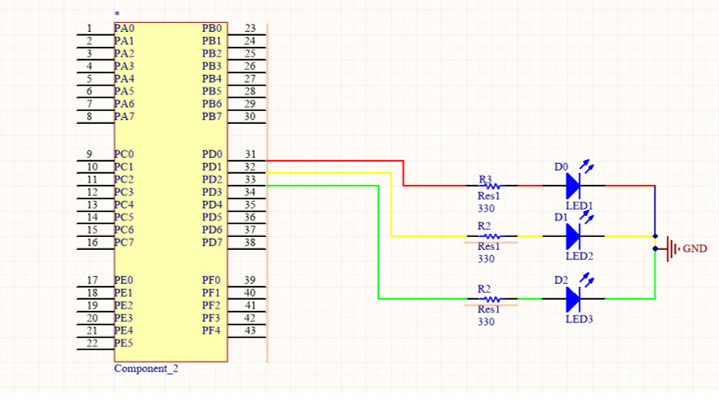 *
1 PA0 PB0 23
2 PA1 PB1 24
3 PA2 PB2 25
4 PA3 PB3 26
5 PA4 PB4 27
6 PA5 PB5 28
7 PA6 PB6 29
8 PA7 PB7 30
9 PC0 PD0 31
10 PC1 PD1 32
11 PC2 PD2 33
12 PC3 PD3 34
13 PC4 PD4 35
14 PC5 PD5 36
15 PC6 PD6 37
16 PC7 PD7 38
17 PE0 PF0 39
18 PE1 PF1 40
19 PE2 PF2 41
20 PE3 PF3 42
21 PE4 PF4 43
22 PE5
Component_2
R3
Res1
330
D0
LED1
R2
Res1
330
D1
LED2
GND
R2
Res1
330
D2
LED3